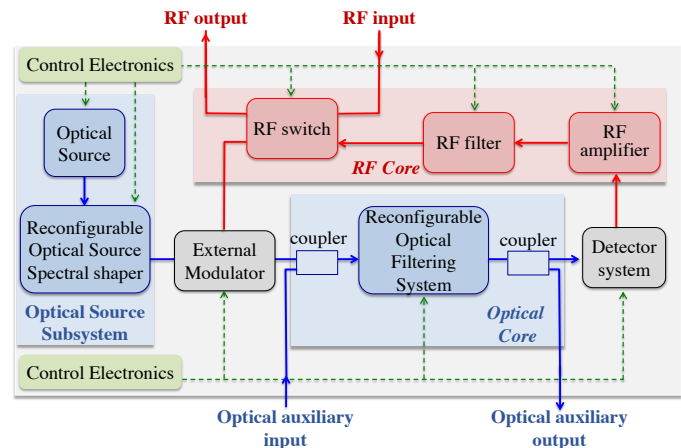 RF output
RF input
Control Electronics
Optical
Source
RF switch
RF filter
RF
amplifier
RF Core
Reconfigurable
Optical Source
Spectral shaper
External
Modulator
coupler
Reconfigurable
Optical
Filtering
System
coupler
Detector
system
Optical Source
Subsystem
Optical
Core
Control Electronics
Optical auxiliary
input
Optical auxiliary
output